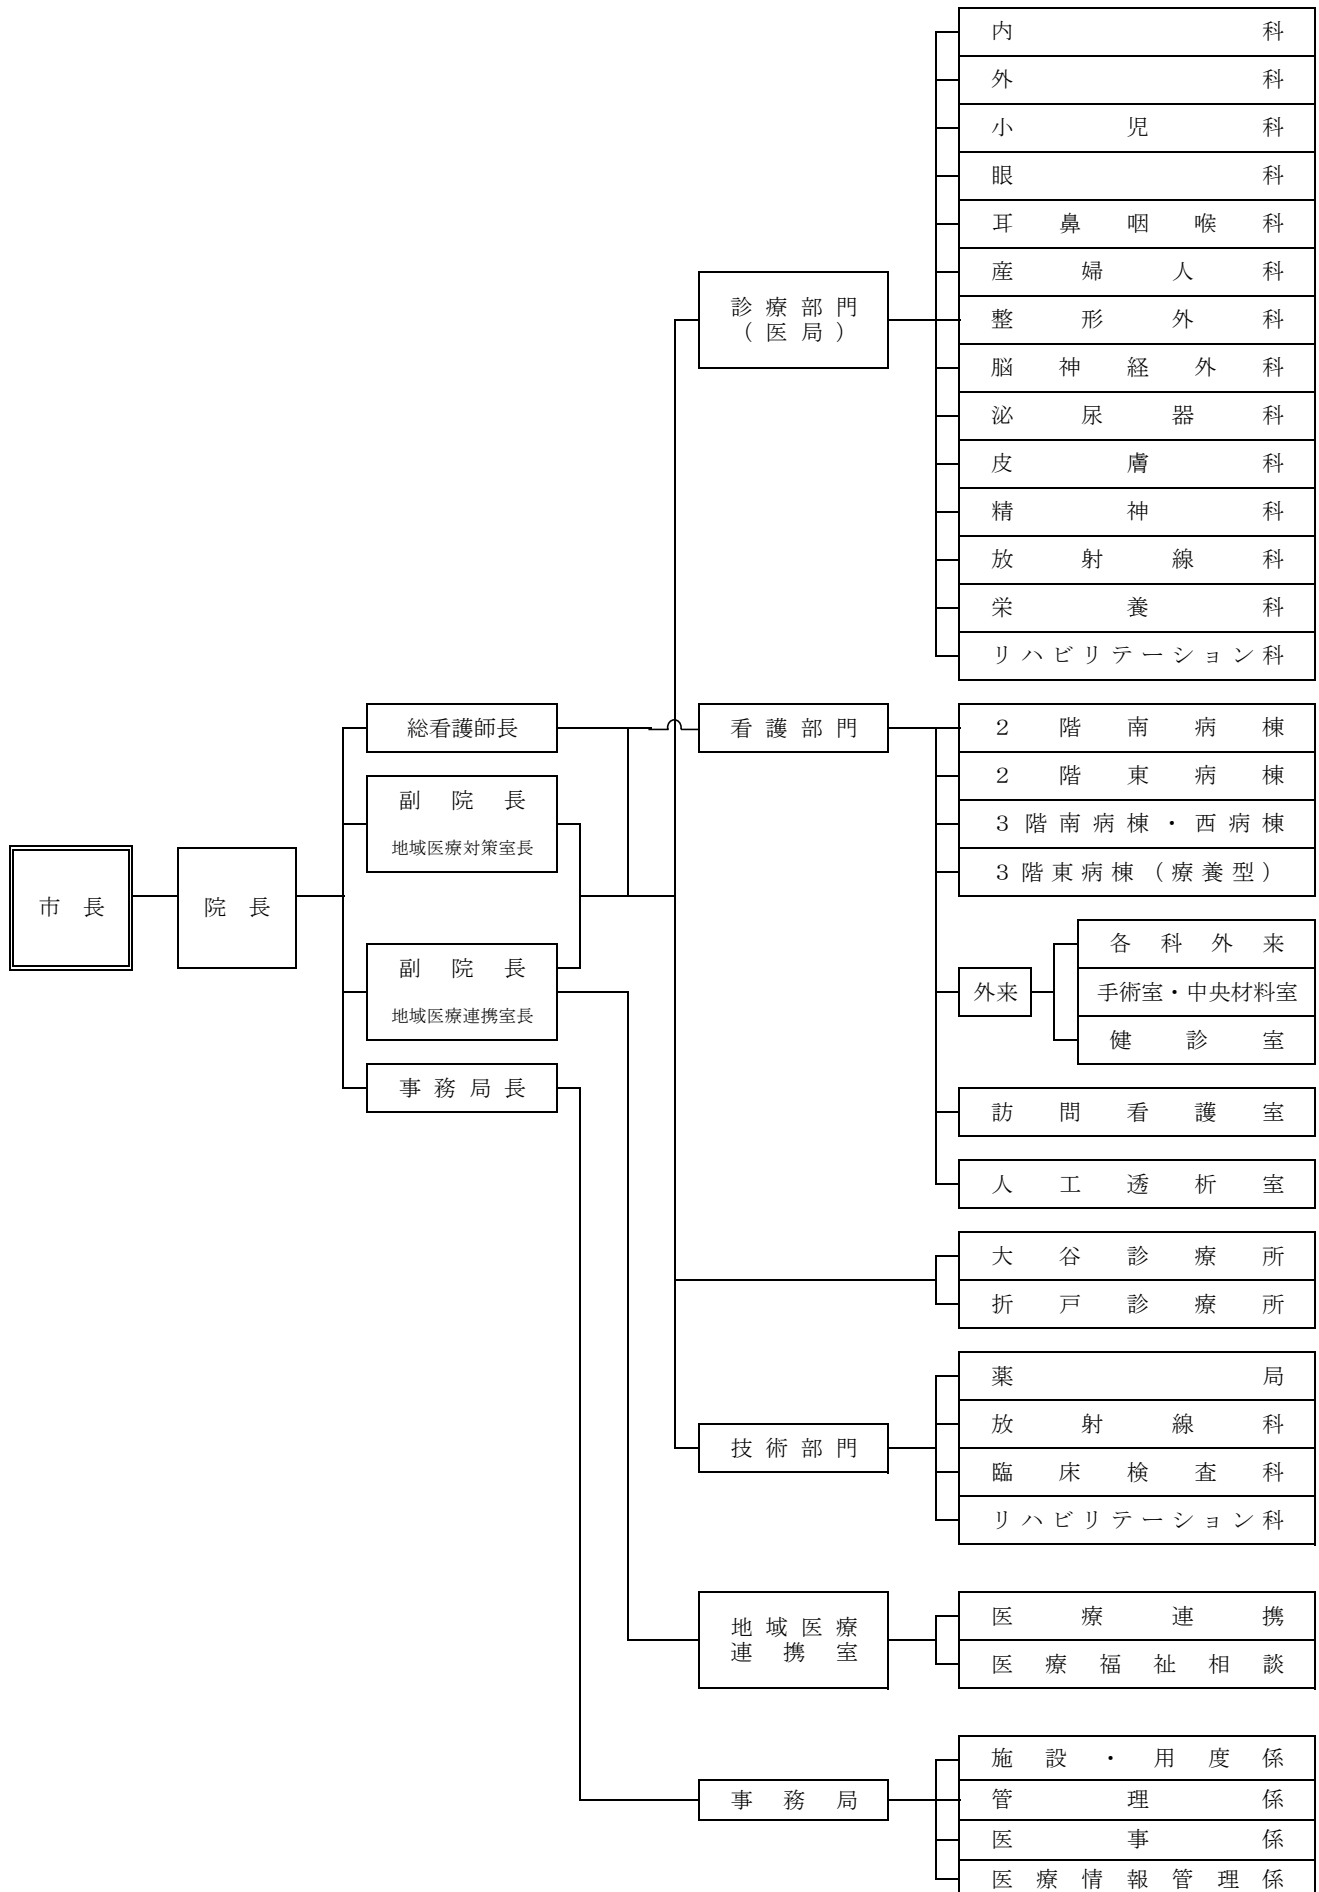 内科
外科
小児科
眼科
耳鼻咽喉科
産婦人科
診療部門
（医局）
整形外科
脳神経外科
泌尿器科
皮膚科
精神科
放射線科
栄養科
リハビリテーション科
総看護師長
看護部門
２階南病棟
２階東病棟
３階南病棟・西病棟
３階東病棟（療養型）
副院長
地域医療対策室長
市長
院長
副院長
地域医療連携室長
事務局長
外来
各科外来
手術室・中央材料室
健診室
訪問看護室
人工透析室
大谷診療所
折戸診療所
技術部門
薬局
放射線科
臨床検査科
リハビリテーション科
地域医療
連携室
医療連携
医療福祉相談
事務局
施設・用度係
管理係
医事係
医療情報管理係